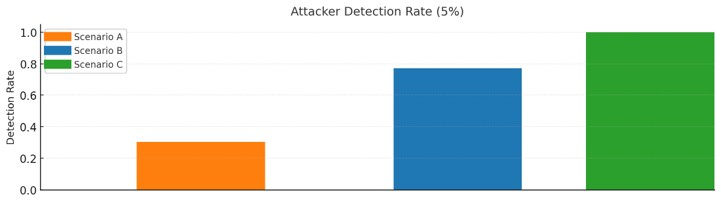 Attacker Detection Rate (5%)
Detection Rate
1.0
0.8
0.6
0.4
0.2
0.0
Scenario A
Scenario B
Scenario C